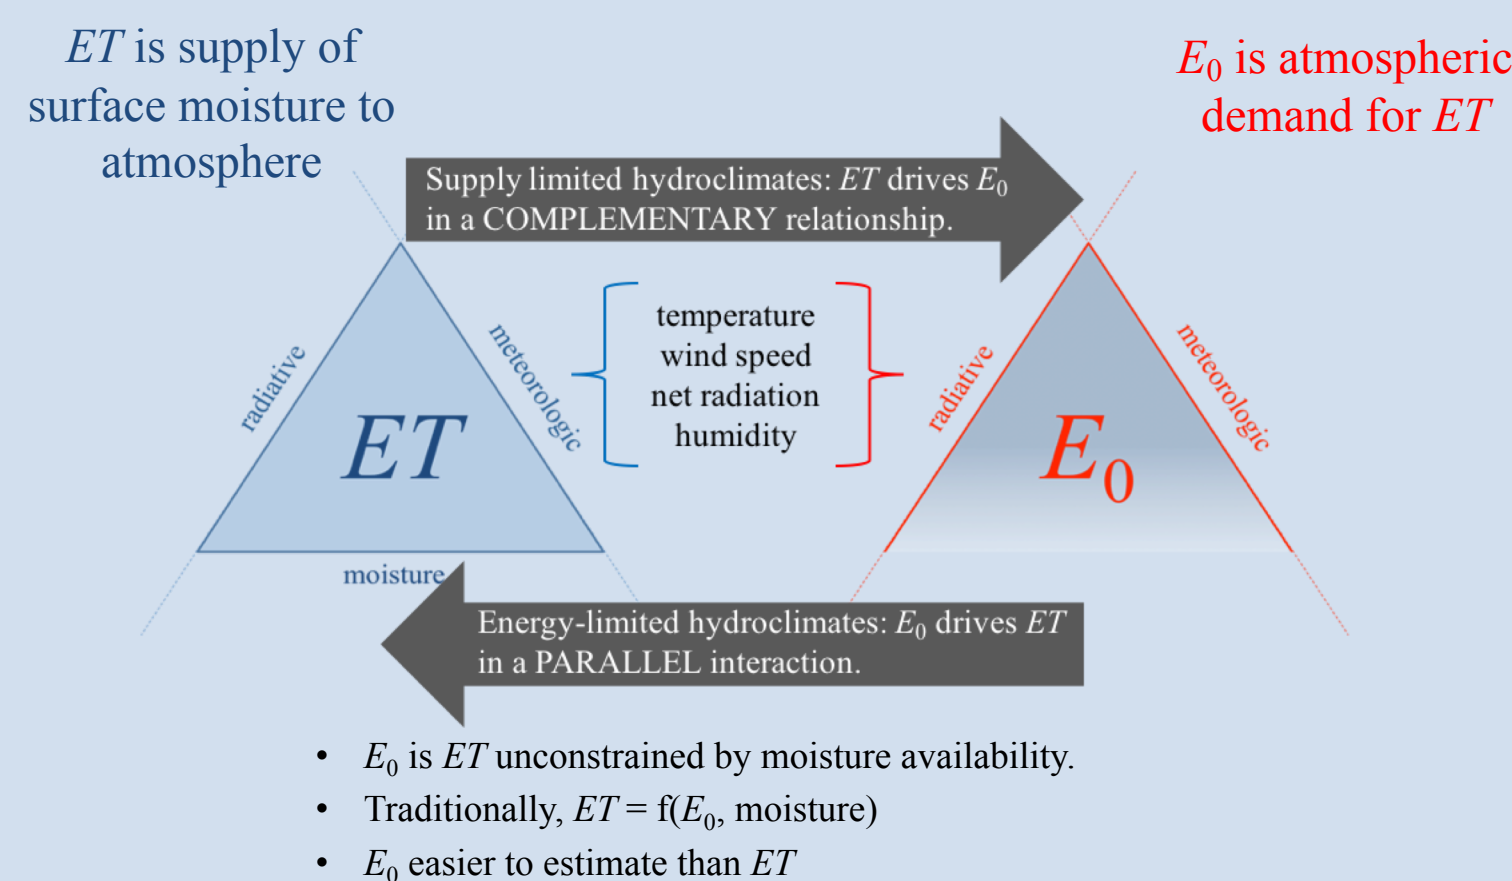 ET is supply of
surface moisture to
atmosphere
E₀ is atmospheric
demand for ET
Supply limited hydroclimates: ET drives E₀
in a COMPLEMENTARY relationship.
temperature
wind speed
net radiation
humidity
radiative
meteorologic
ET
moisture
radiative
meteorologic
E₀
Energy-limited hydroclimates: E₀ drives ET
in a PARALLEL interaction.
• E₀ is ET unconstrained by moisture availability.
• Traditionally, ET = f(E₀, moisture)
• E₀ easier to estimate than ET